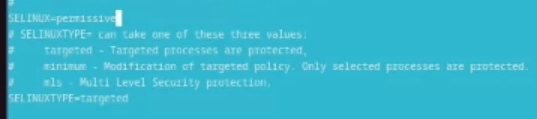 #
SELINUX=permissive
# SELINUXTYPE= can take one of these three values:
#     targeted - Targeted processes are protected,
#     minimum - Modification of targeted policy. Only selected processes are protected.
#     mls - Multi Level Security protection.
SELINUXTYPE=targeted